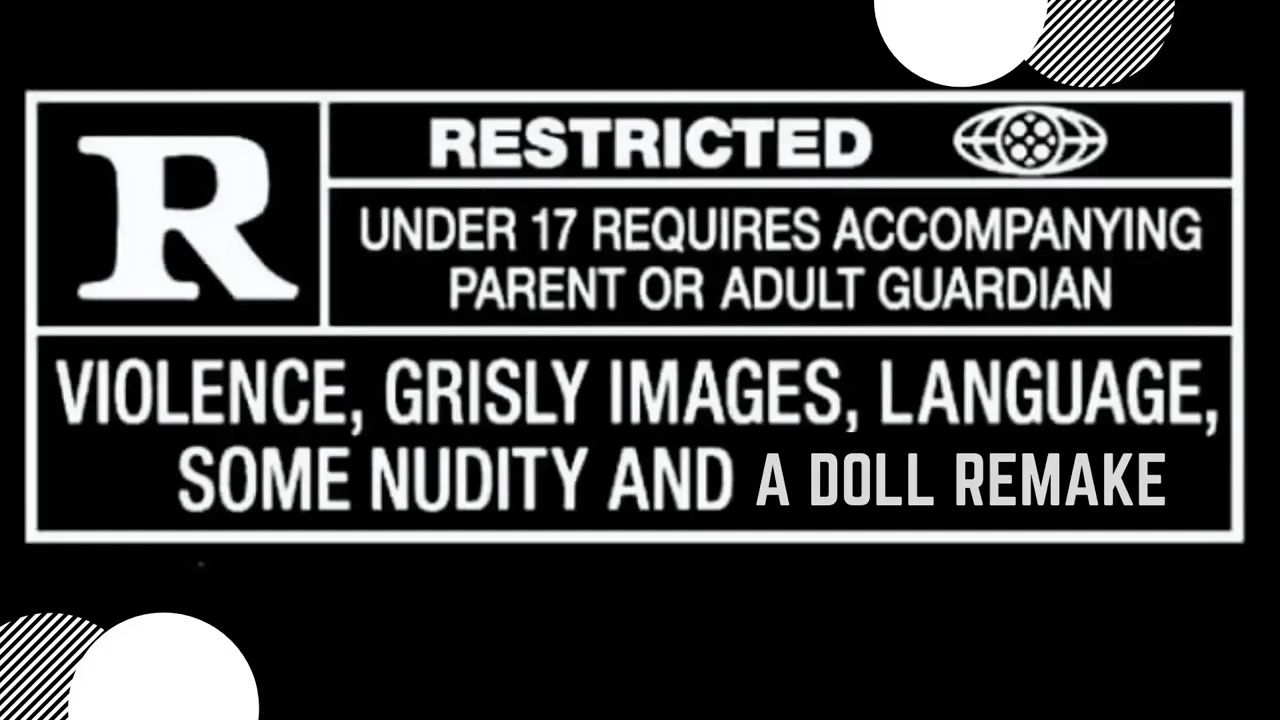 R
RESTRICTED
UNDER 17 REQUIRES ACCOMPANYING
PARENT OR ADULT GUARDIAN
VIOLENCE, GRISLY IMAGES, LANGUAGE,
SOME NUDITY AND A DOLL REMAKE